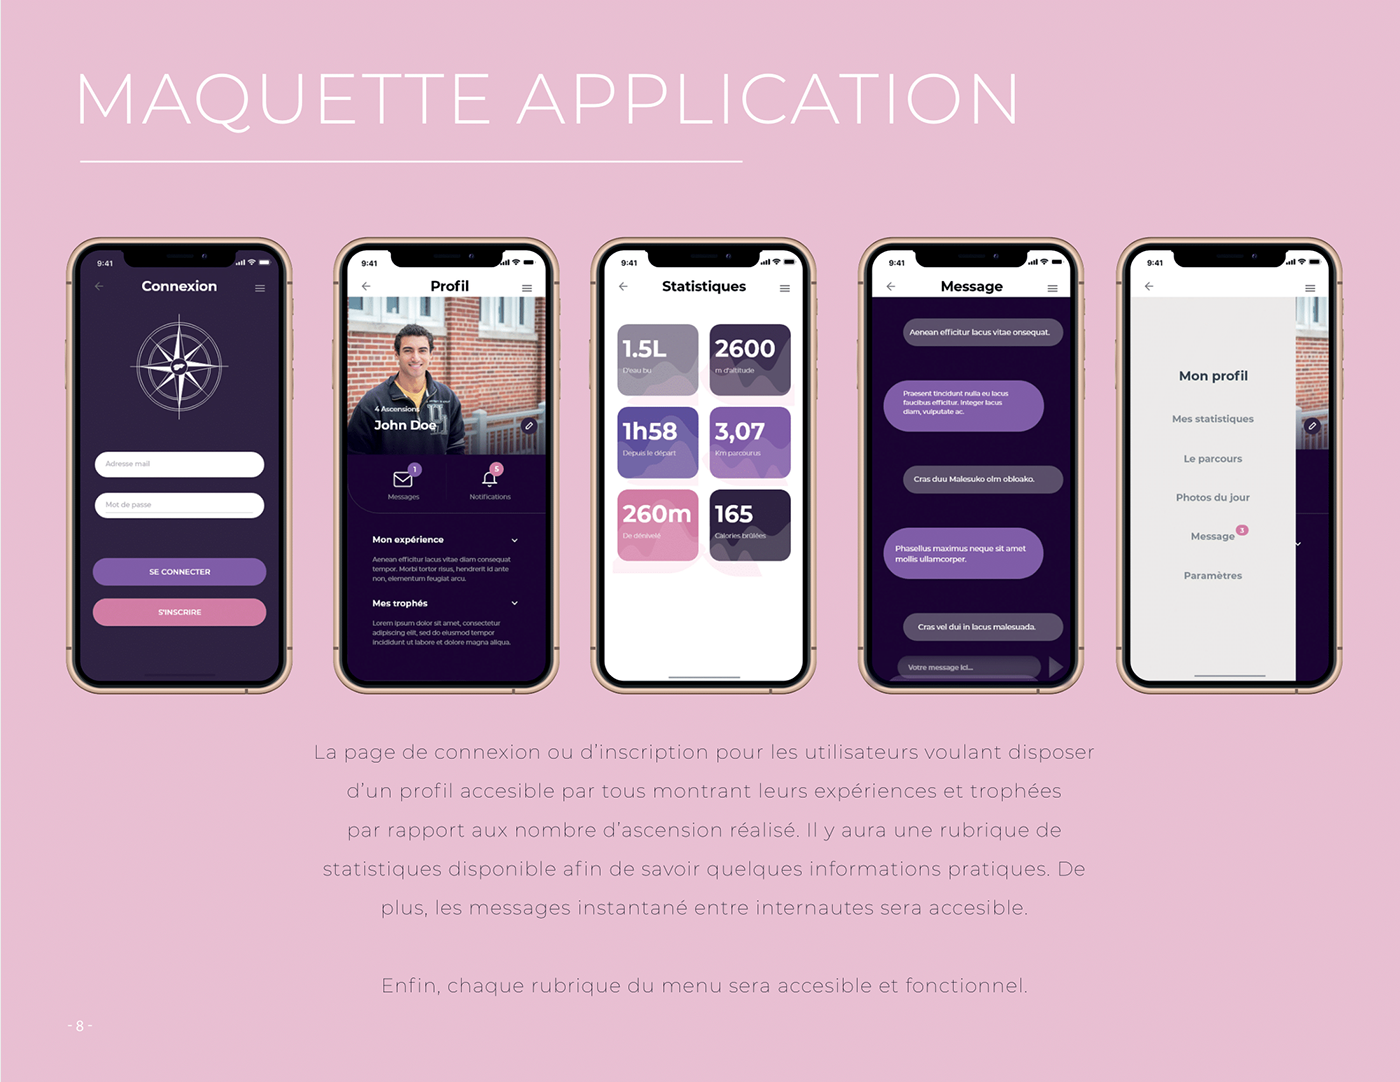 MAQUETTE APPLICATION
9:41
Connexion
Adresse mail
Mot de passe
SE CONNECTER
S'INSCRIRE
9:41
Profil
4 Ascensions
John Doe
1
5
Messages
Notifications
Mon expérience
Aenean efficitur lacus vitae diam consequat
tempor. Morbi tortor risus, hendrerit id ante
non, elementum feugiat arcu.
Mes trophés
Lorem ipsum dolor sit amet, consectetur
adipiscing elit, sed do eiusmod tempor
incididunt ut labore et dolore magna aliqua.
9:41
Statistiques
1.5L
D'eau bu
2600
m d'altitude
1h58
Depuis le départ
3,07
Km parcourus
260m
De dénivelé
165
Calories brûlées
9:41
Message
Aenean efficitur lacus vitae onsequat.
Praesent tincidunt nulla eu lacus
faucibus efficitur. Integer lacus
diam, vulputate ac.
Cras duu Malesuko olm obloako.
Phasellus maximus neque sit amet
mollis ullamcorper.
Cras vel dui in lacus malesuada.
Votre message ici...
9:41
Mon profil
Mes statistiques
Le parcours
Photos du jour
Message 3
Paramètres
La page de connexion ou d'inscription pour les utilisateurs voulant disposer
d'un profil accesible par tous montrant leurs expériences et trophées
par rapport aux nombre d'ascension réalisé. Il y aura une rubrique de
statistiques disponible afin de savoir quelques informations pratiques. De
plus, les messages instantané entre internautes sera accesible.
Enfin, chaque rubrique du menu sera accesible et fonctionnel.
- 8 -